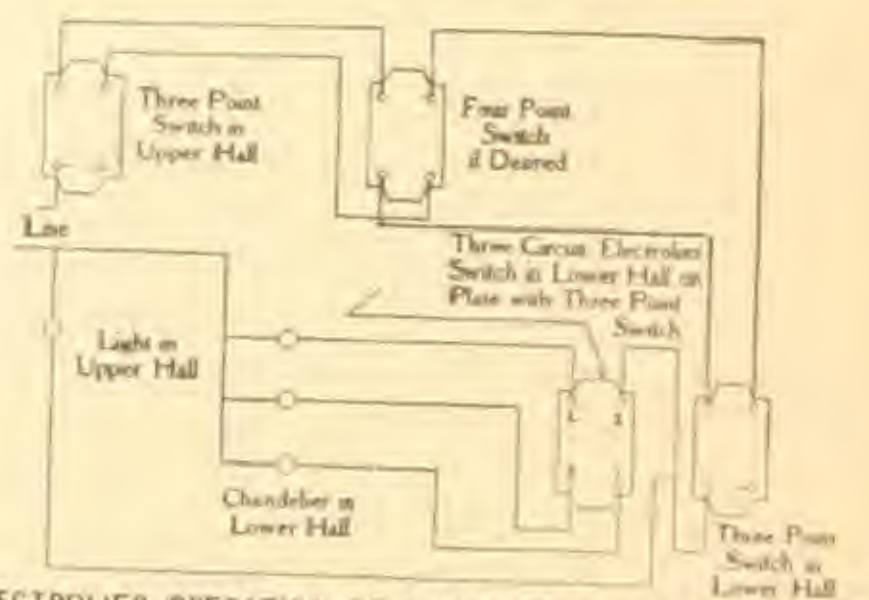 Three Point
Switch in
Upper Hall
Four Point
Switch
if Desired
Line
Three Circuit Electrolier
Switch in Lower Hall on
Plate with Three Point
Switch
Light in
Upper Hall
Chandelier in
Lower Hall
Three Point
Switch in
Lower Hall